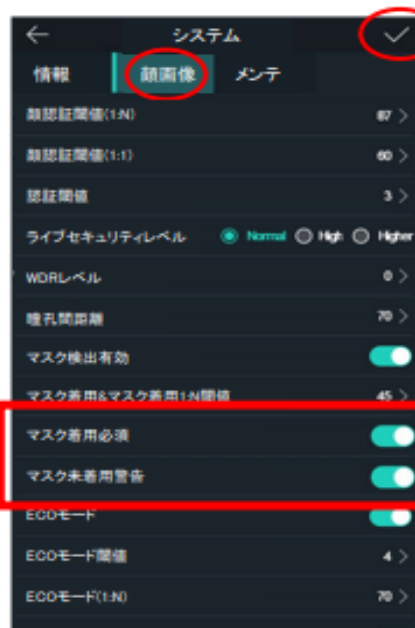 システム
情報 顔画像 メンテ
顔認証閾値(1:N) 87
顔認証閾値(1:1) 60
認証閾値 3
ライブセキュリティレベル Normal High Higher
WDRレベル 0
瞳孔間距離 70
マスク検出有効
マスク着用&マスク着用1:N閾値 45
マスク着用必須
マスク未着用警告
ECOモード
ECOモード閾値 4
ECOモード(1:N) 70